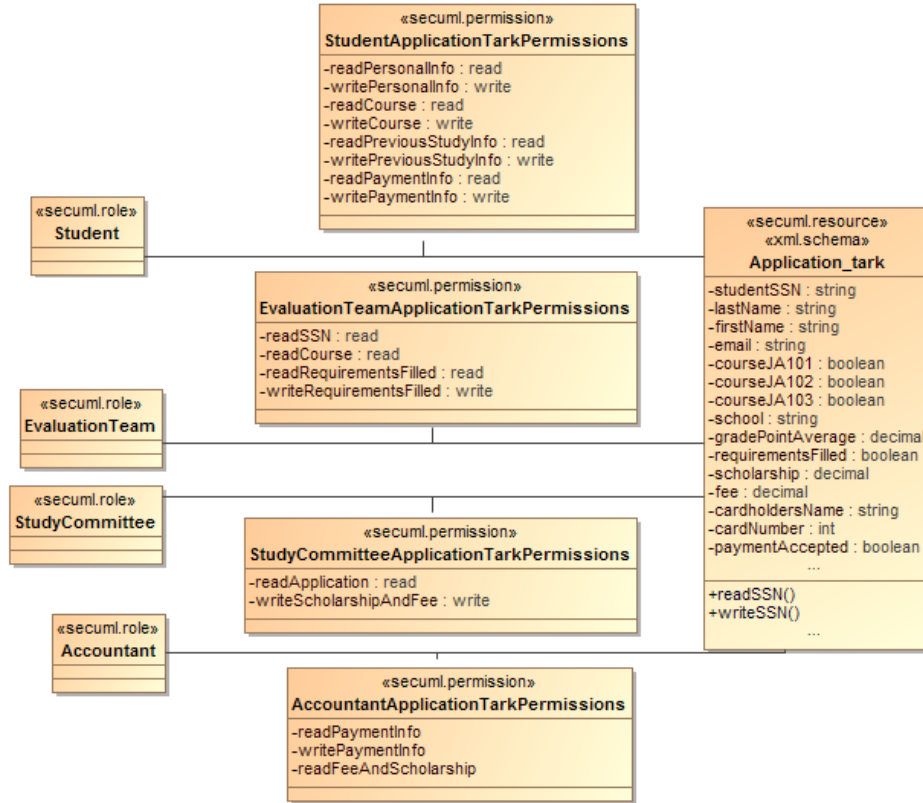 «secuml.permission»
StudentApplicationTarkPermissions
-readPersonalInfo : read
-writePersonalInfo : write
-readCourse : read
-writeCourse : write
-readPreviousStudyInfo : read
-writePreviousStudyInfo : write
-readPaymentInfo : read
-writePaymentInfo : write
«secuml.role»
Student
«secuml.resource»
«xml.schema»
Application_tark
-studentSSN : string
-lastName : string
-firstName : string
-email : string
-courseJA101 : boolean
-courseJA102 : boolean
-courseJA103 : boolean
-school : string
-gradePointAverage : decimal
-requirementsFilled : boolean
-scholarship : decimal
-fee : decimal
-cardholdersName : string
-cardNumber : int
-paymentAccepted : boolean
...
+readSSN()
+writeSSN()
...
«secuml.permission»
EvaluationTeamApplicationTarkPermissions
-readSSN : read
-readCourse : read
-readRequirementsFilled : read
-writeRequirementsFilled : write
«secuml.role»
EvaluationTeam
«secuml.role»
StudyCommittee
«secuml.permission»
StudyCommitteeApplicationTarkPermissions
-readApplication : read
-writeScholarshipAndFee : write
«secuml.role»
Accountant
«secuml.permission»
AccountantApplicationTarkPermissions
-readPaymentInfo
-writePaymentInfo
-readFeeAndScholarship